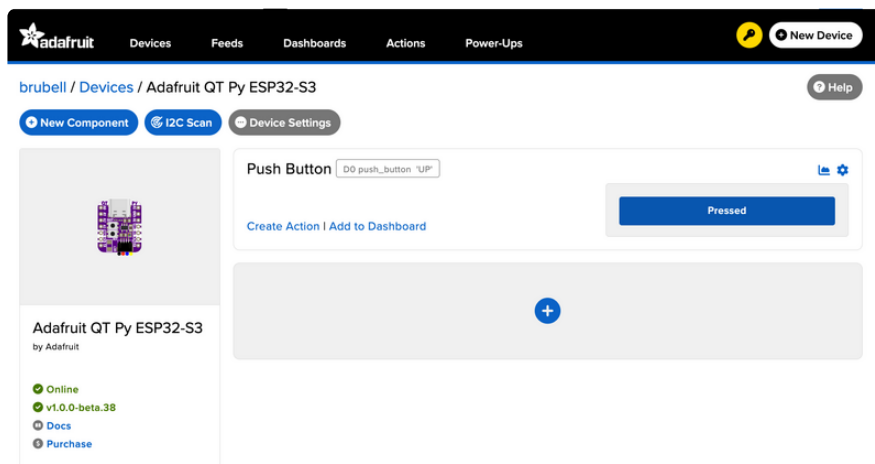 adafruit Devices Feeds Dashboards Actions Power-Ups New Device
brubell / Devices / Adafruit QT Py ESP32-S3 Help
New Component I2C Scan Device Settings
Push Button D0 push_button 'UP'
Pressed
Create Action | Add to Dashboard
Adafruit QT Py ESP32-S3
by Adafruit
Online
v1.0.0-beta.38
Docs
Purchase